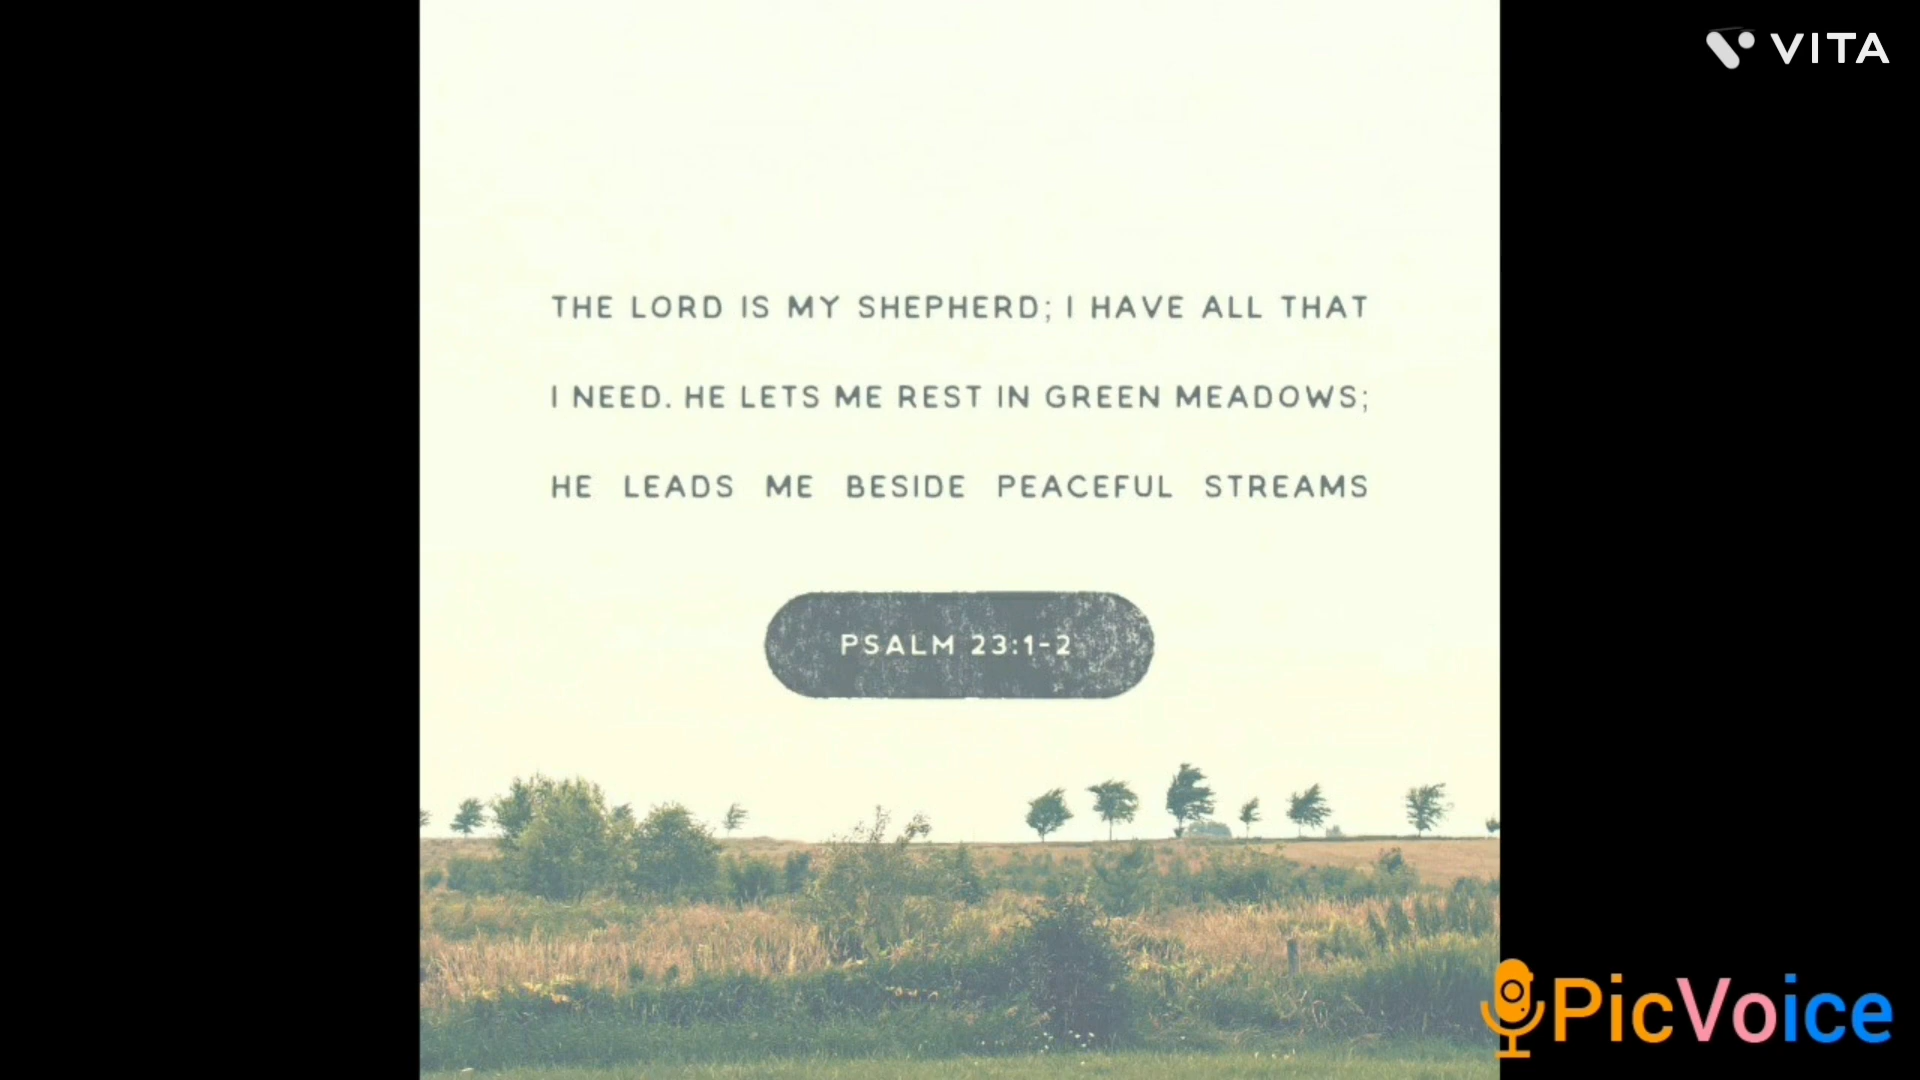 VITA
THE LORD IS MY SHEPHERD; I HAVE ALL THAT
I NEED. HE LETS ME REST IN GREEN MEADOWS;
HE LEADS ME BESIDE PEACEFUL STREAMS
PSALM 23:1-2
PicVoice